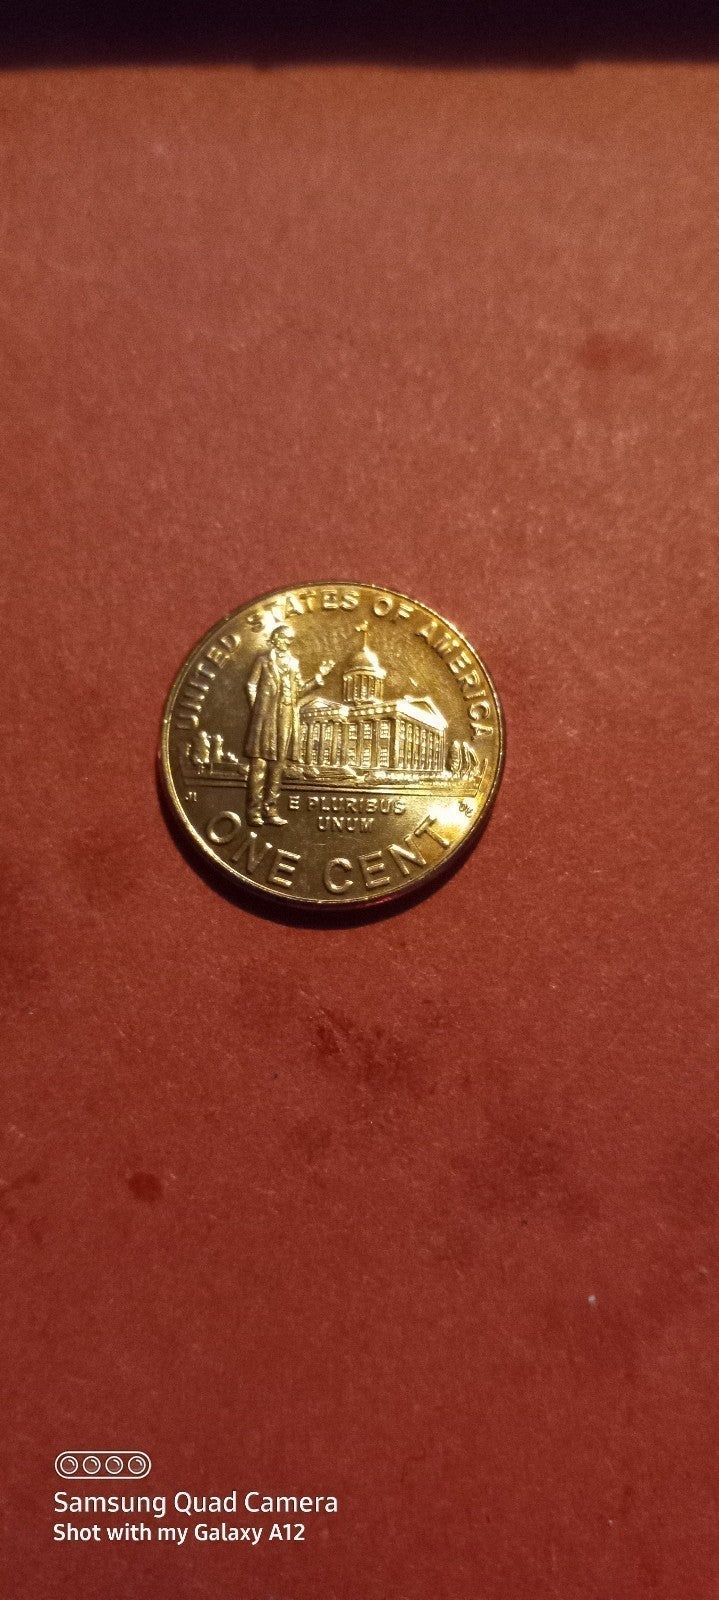 UNITED STATES OF AMERICA
E PLURIBUS
UNUM
ONE CENT
Samsung Quad Camera
Shot with my Galaxy A12